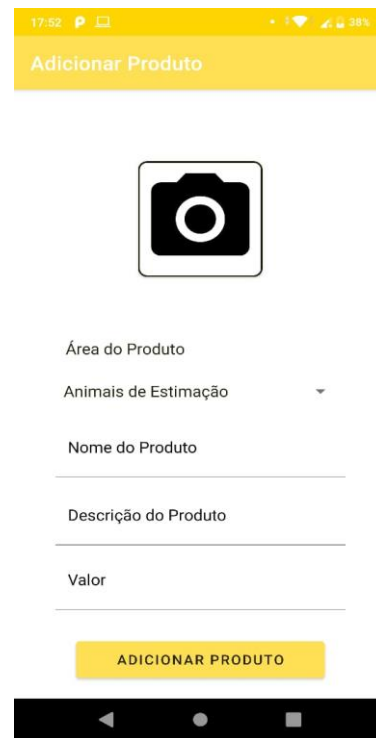 17:52 38%
Adicionar Produto
Área do Produto
Animais de Estimação
Nome do Produto
Descrição do Produto
Valor
ADICIONAR PRODUTO